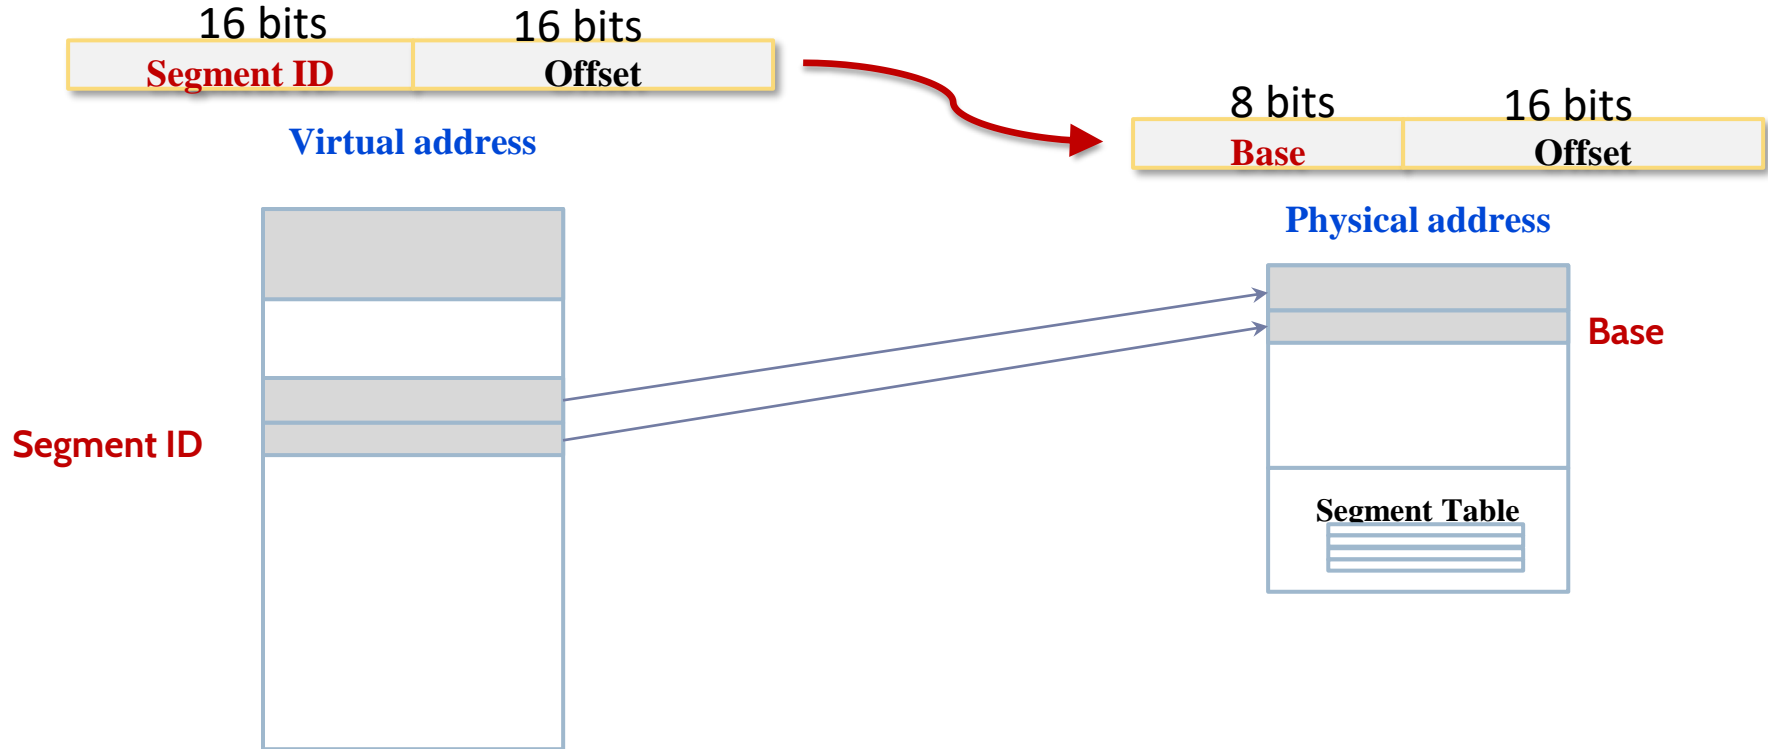 16 bits 16 bits
Segment ID Offset
Virtual address
8 bits 16 bits
Base Offset
Physical address
Base
Segment ID
Segment Table